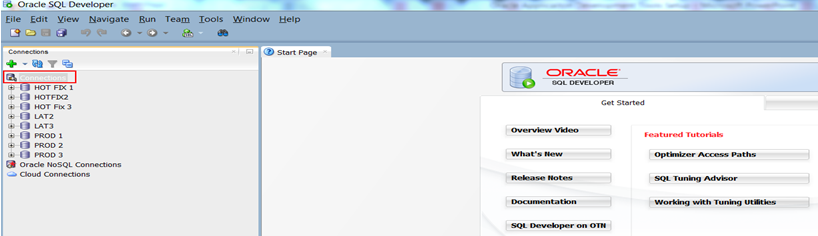 Oracle SQL Developer
File Edit View Navigate Run Team Tools Window Help
Connections
Start Page
Connections
HOT FIX 1
HOTFIX2
HOT Fix 3
LAT2
LAT3
PROD 1
PROD 2
PROD 3
Oracle NoSQL Connections
Cloud Connections
ORACLE
SQL DEVELOPER
Get Started
Overview Video
What's New
Release Notes
Documentation
SQL Developer on OTN
Featured Tutorials
Optimizer Access Paths
SQL Tuning Advisor
Working with Tuning Utilities